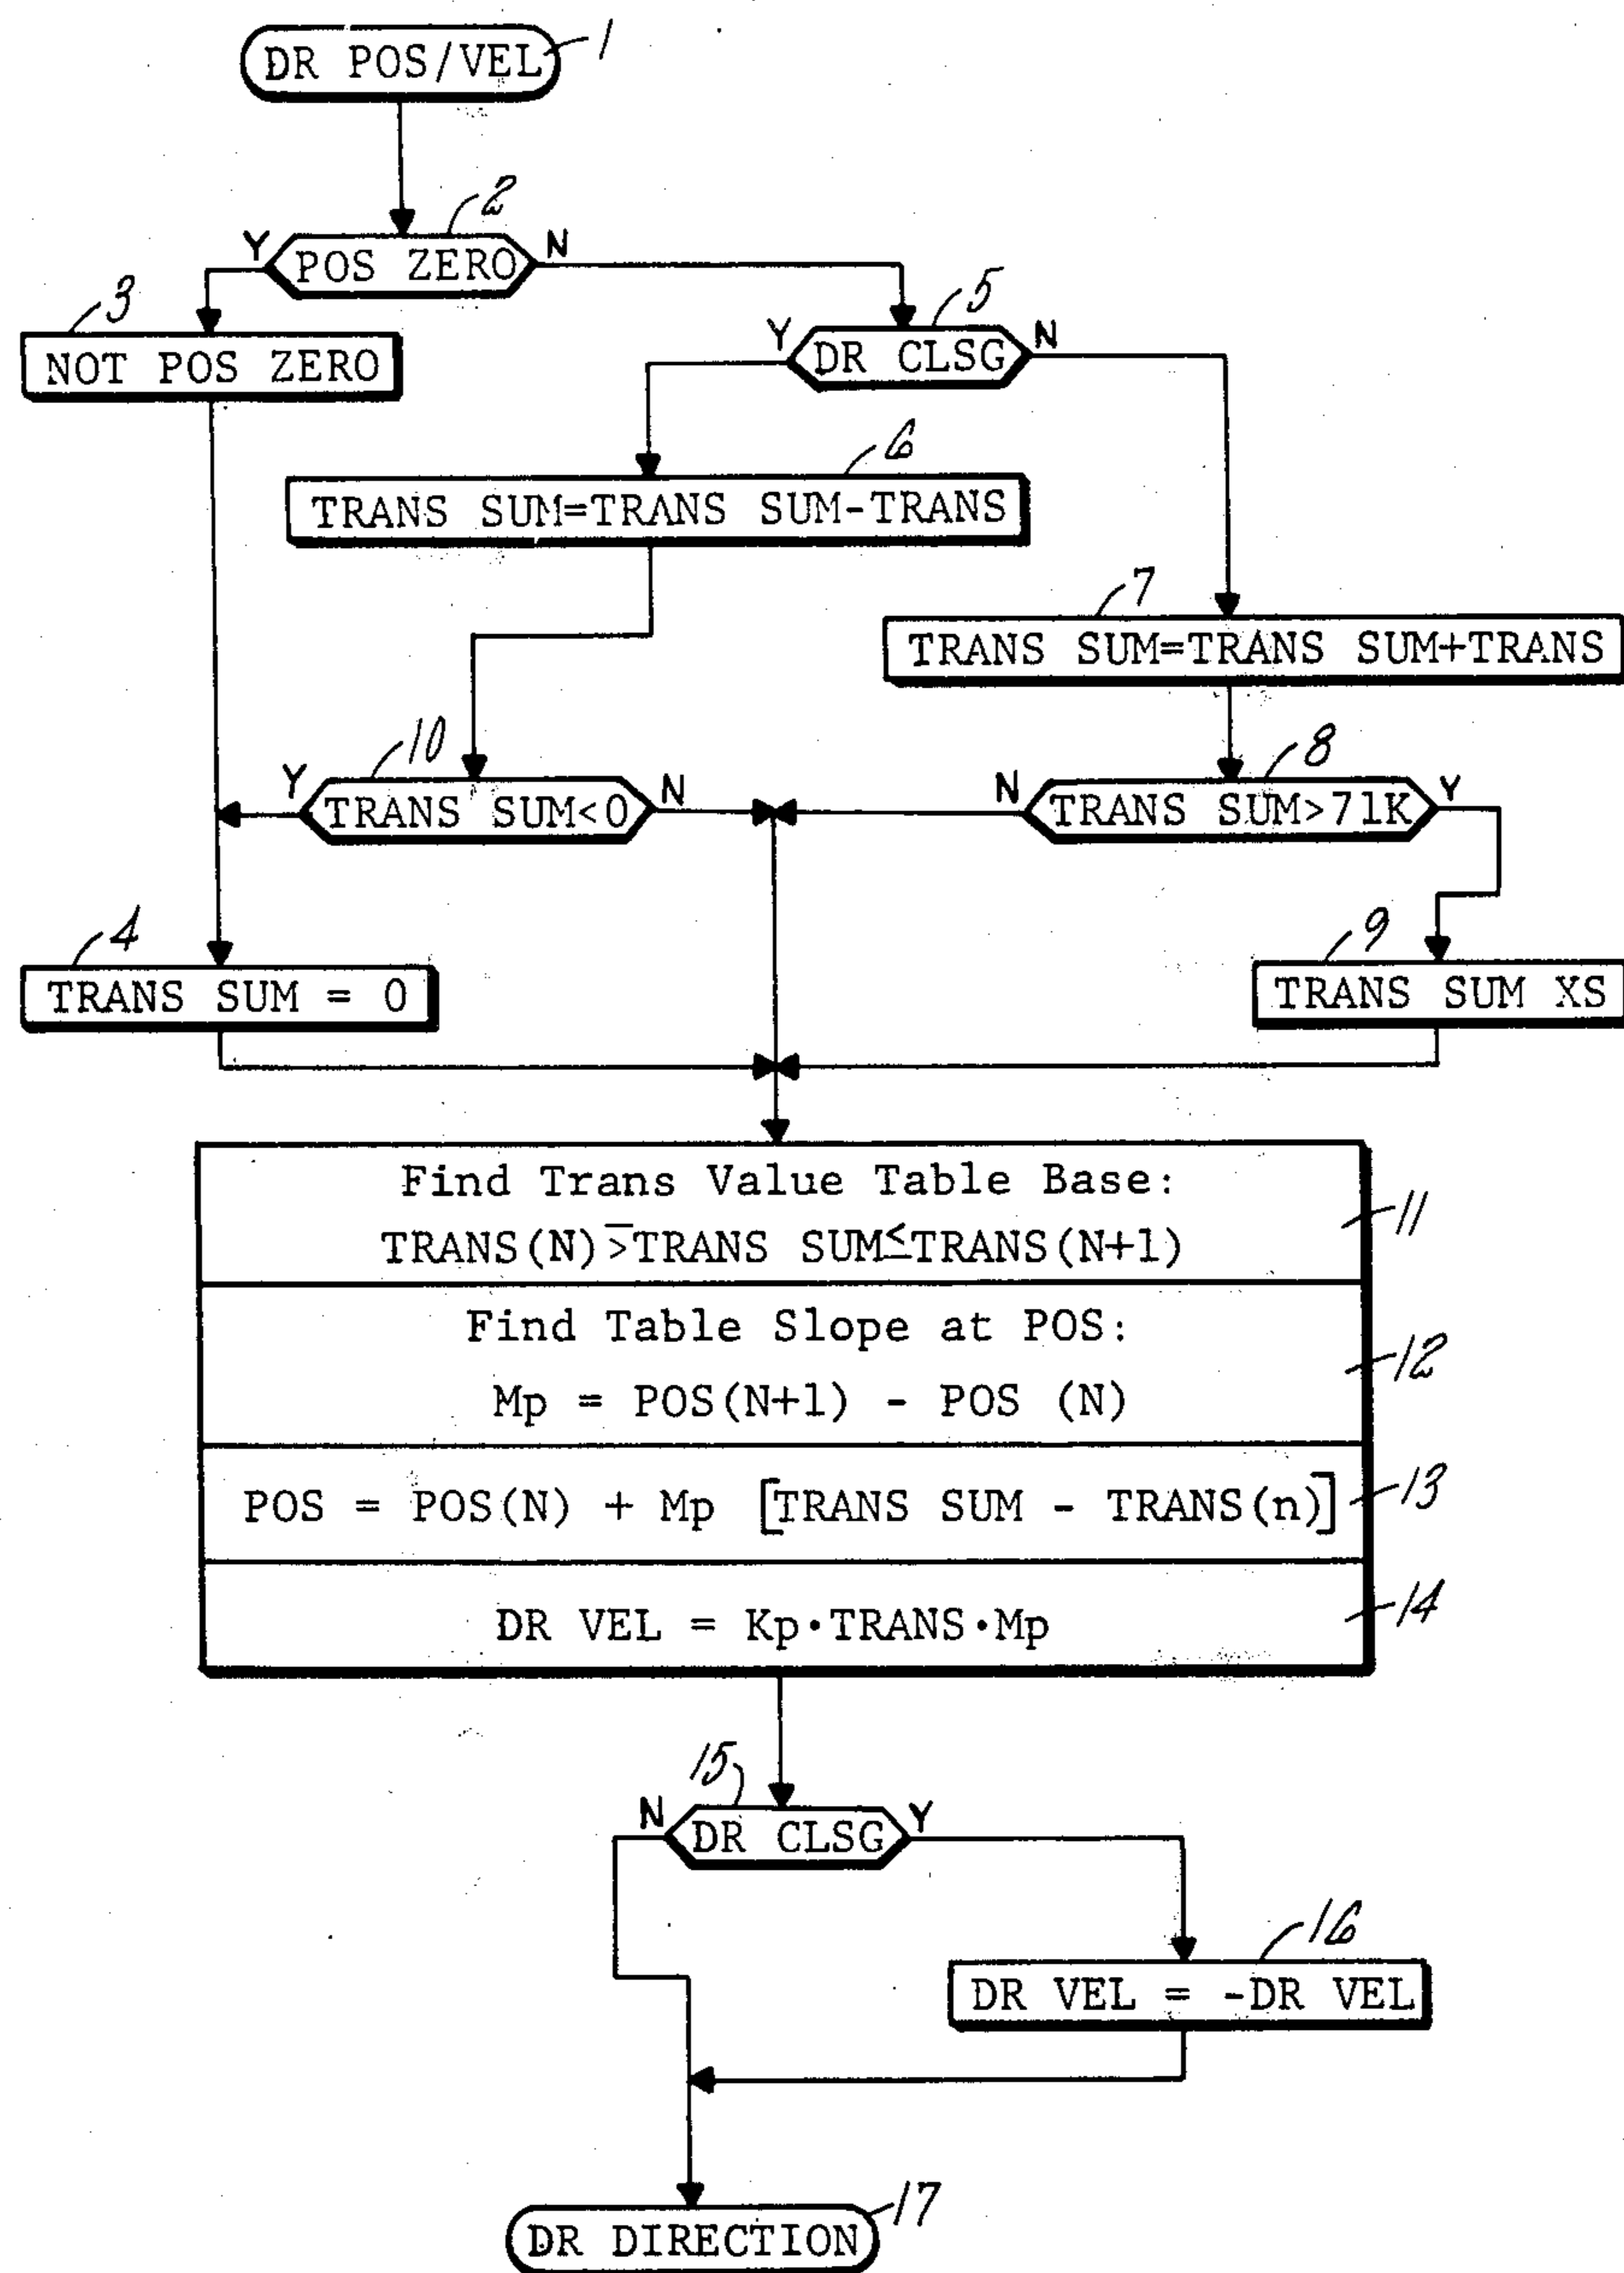 DR POS/VEL
1
2
Y
POS ZERO
N
3
NOT POS ZERO
5
Y
DR CLSG
N
6
TRANS SUM=TRANS SUM-TRANS
7
TRANS SUM=TRANS SUM+TRANS
10
Y
TRANS SUM<0
N
8
N
TRANS SUM>71K
Y
4
TRANS SUM = 0
9
TRANS SUM XS
Find Trans Value Table Base:
TRANS(N)⋝TRANS SUM≤TRANS(N+1)
11
Find Table Slope at POS:
Mp = POS(N+1) - POS (N)
12
POS = POS(N) + Mp [TRANS SUM - TRANS(n)]
13
DR VEL = Kp·TRANS·Mp
14
15
N
DR CLSG
Y
16
DR VEL = -DR VEL
DR DIRECTION
17